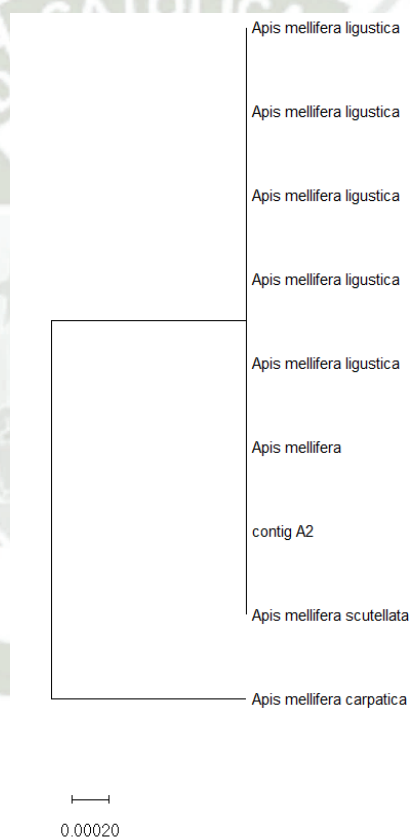 CATOLICA
Apis mellifera ligustica
Apis mellifera ligustica
Apis mellifera ligustica
Apis mellifera ligustica
Apis mellifera ligustica
Apis mellifera
contig A2
Apis mellifera scutellata
Apis mellifera carpatica
0.00020